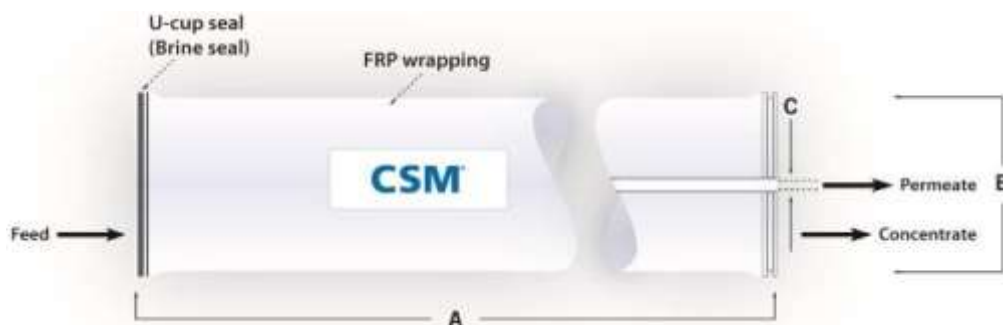 U-cup seal
(Brine seal)
FRP wrapping
C
CSM
Permeate
B
Feed
Concentrate
A